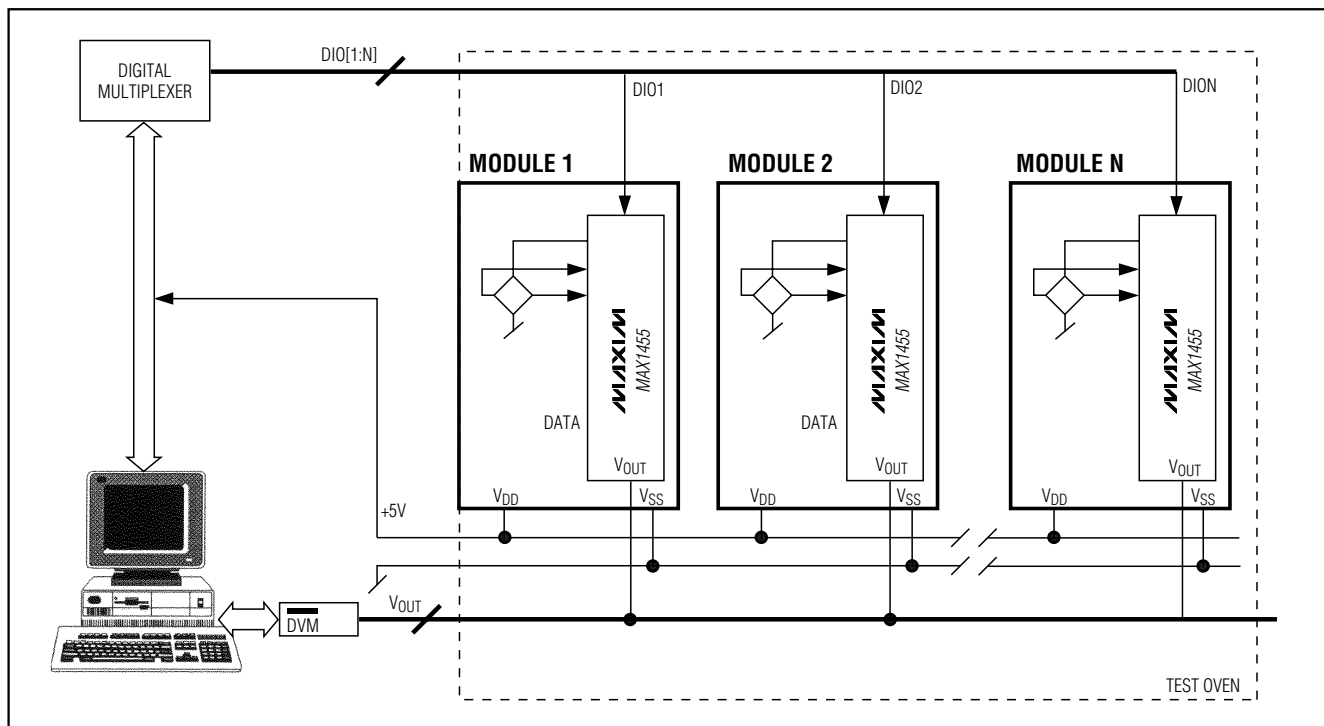 DIGITAL
MULTIPLEXER
DIO[1:N]
DIO1
DIO2
DION
MODULE 1
MODULE 2
MODULE N
MAXIM
MAX1455
MAXIM
MAX1455
MAXIM
MAX1455
DATA
DATA
VOUT
VOUT
VOUT
VDD
VSS
VDD
VSS
VDD
VSS
+5V
VOUT
DVM
TEST OVEN